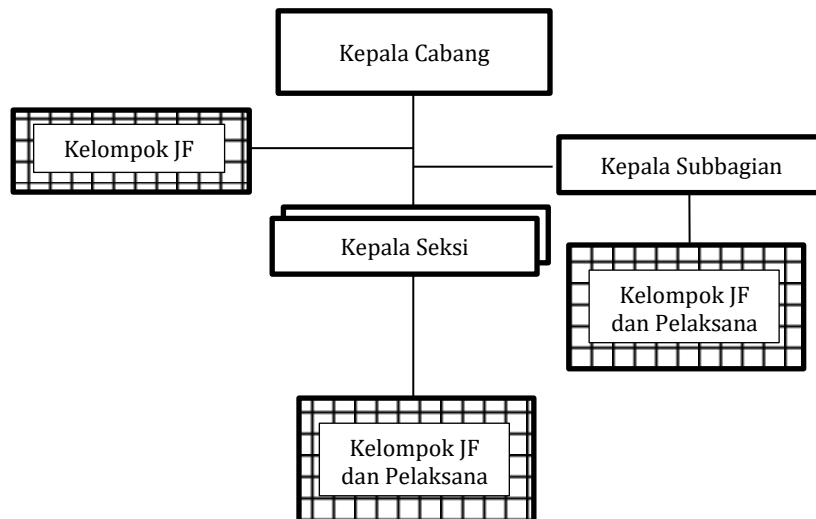 Kepala Cabang
Kelompok JF
Kepala Subbagian
Kepala Seksi
Kelompok JF
dan Pelaksana
Kelompok JF
dan Pelaksana